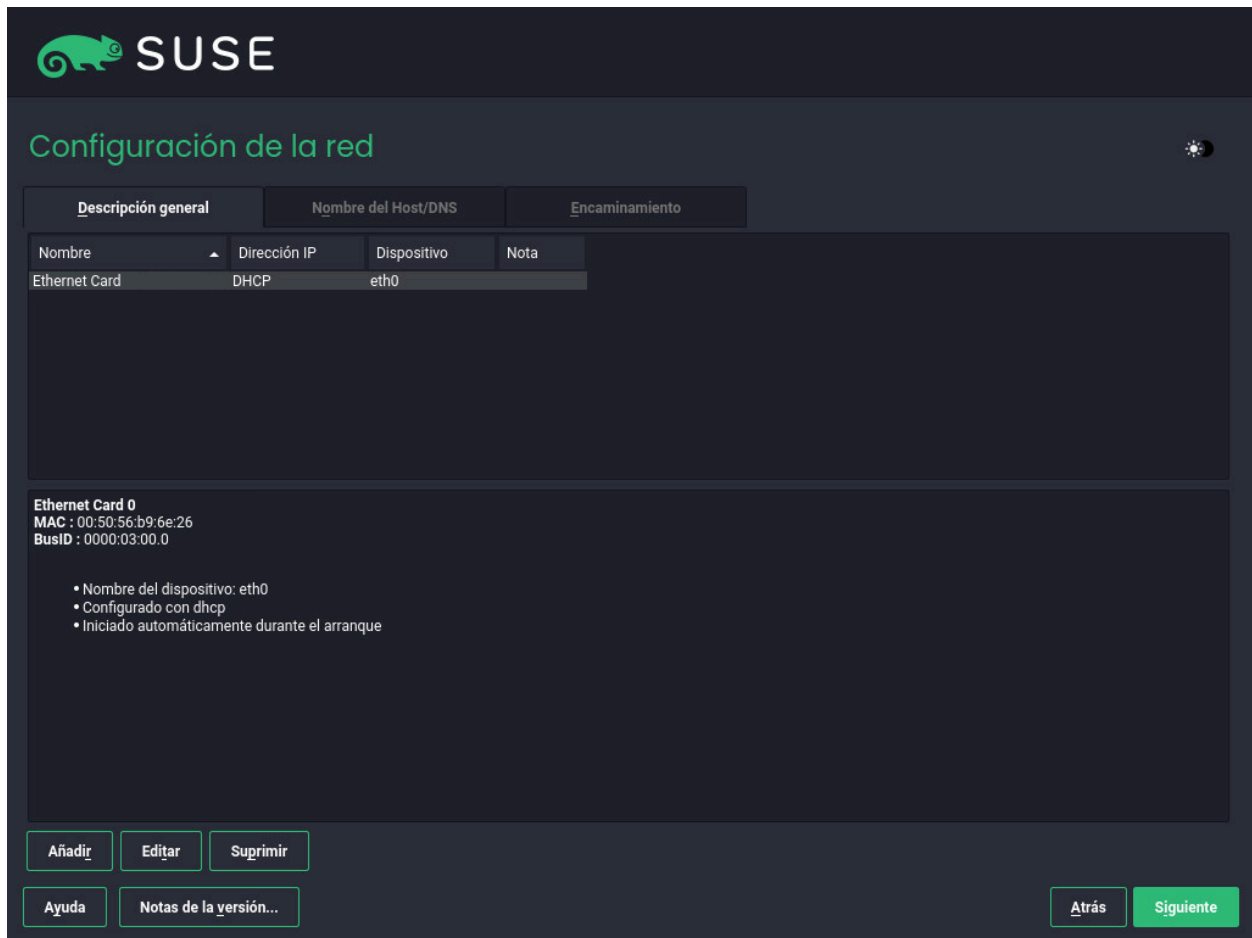 SUSE
Configuración de la red
Descripción general Nombre del Host/DNS Encaminamiento
Nombre Dirección IP Dispositivo Nota
Ethernet Card DHCP eth0
Ethernet Card 0
MAC : 00:50:56:b9:6e:26
BusID : 0000:03:00.0
• Nombre del dispositivo: eth0
• Configurado con dhcp
• Iniciado automáticamente durante el arranque
Añadir Editar Suprimir
Ayuda Notas de la versión... Atrás Siguiente